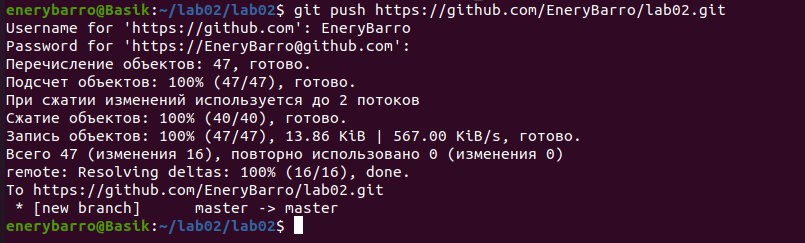 enerybarro@Basik:~/lab02/lab02$ git push https://github.com/EneryBarro/lab02.git
Username for 'https://github.com': EneryBarro
Password for 'https://EneryBarro@github.com':
Перечисление объектов: 47, готово.
Подсчет объектов: 100% (47/47), готово.
При сжатии изменений используется до 2 потоков
Сжатие объектов: 100% (40/40), готово.
Запись объектов: 100% (47/47), 13.86 KiB | 567.00 KiB/s, готово.
Всего 47 (изменения 16), повторно использовано 0 (изменения 0)
remote: Resolving deltas: 100% (16/16), done.
To https://github.com/EneryBarro/lab02.git
 * [new branch]      master -> master
enerybarro@Basik:~/lab02/lab02$